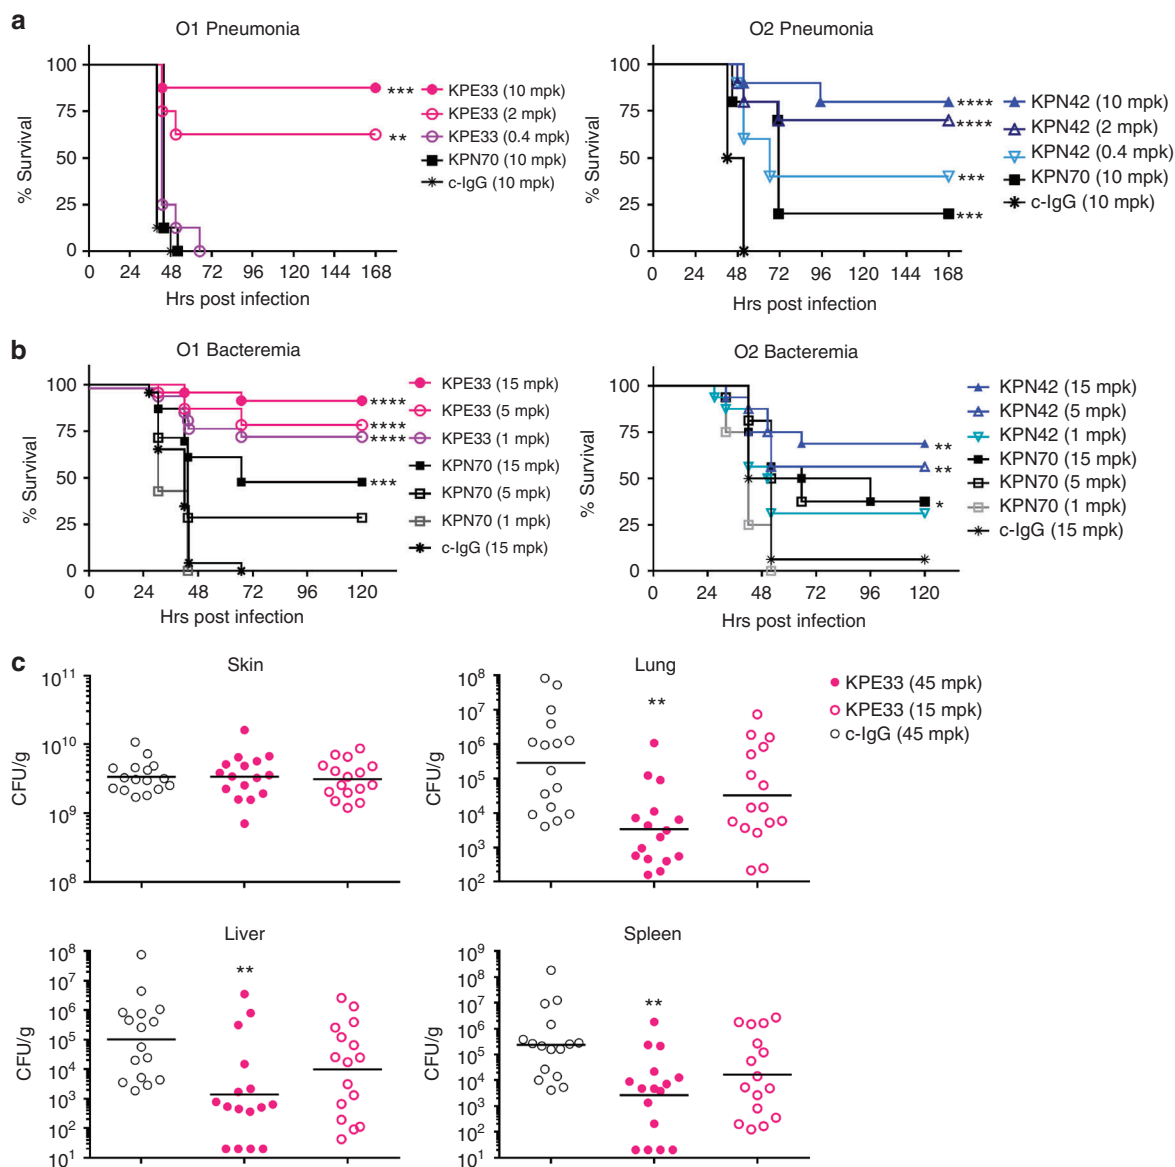 a
O1 Pneumonia
% Survival
100
75
50
25
0
0 24 48 72 96 120 144 168
Hrs post infection
KPE33 (10 mpk)
KPE33 (2 mpk)
KPE33 (0.4 mpk)
KPN70 (10 mpk)
c-IgG (10 mpk)
***
**
O2 Pneumonia
% Survival
100
75
50
25
0
0 24 48 72 96 120 144 168
Hrs post infection
KPN42 (10 mpk)
KPN42 (2 mpk)
KPN42 (0.4 mpk)
KPN70 (10 mpk)
c-IgG (10 mpk)
****
****
***
***
b
O1 Bacteremia
% Survival
100
75
50
25
0
0 24 48 72 96 120
Hrs post infection
KPE33 (15 mpk)
KPE33 (5 mpk)
KPE33 (1 mpk)
KPN70 (15 mpk)
KPN70 (5 mpk)
KPN70 (1 mpk)
c-IgG (15 mpk)
****
****
****
***
O2 Bacteremia
% Survival
100
75
50
25
0
0 24 48 72 96 120
Hrs post infection
KPN42 (15 mpk)
KPN42 (5 mpk)
KPN42 (1 mpk)
KPN70 (15 mpk)
KPN70 (5 mpk)
KPN70 (1 mpk)
c-IgG (15 mpk)
**
**
*
c
Skin
CFU/g
10¹¹
10¹⁰
10⁹
10⁸
Lung
CFU/g
10⁸
10⁷
10⁶
10⁵
10⁴
10³
10²
**
KPE33 (45 mpk)
KPE33 (15 mpk)
c-IgG (45 mpk)
Liver
CFU/g
10⁸
10⁷
10⁶
10⁵
10⁴
10³
10²
10¹
**
Spleen
CFU/g
10⁹
10⁸
10⁷
10⁶
10⁵
10⁴
10³
10²
10¹
**